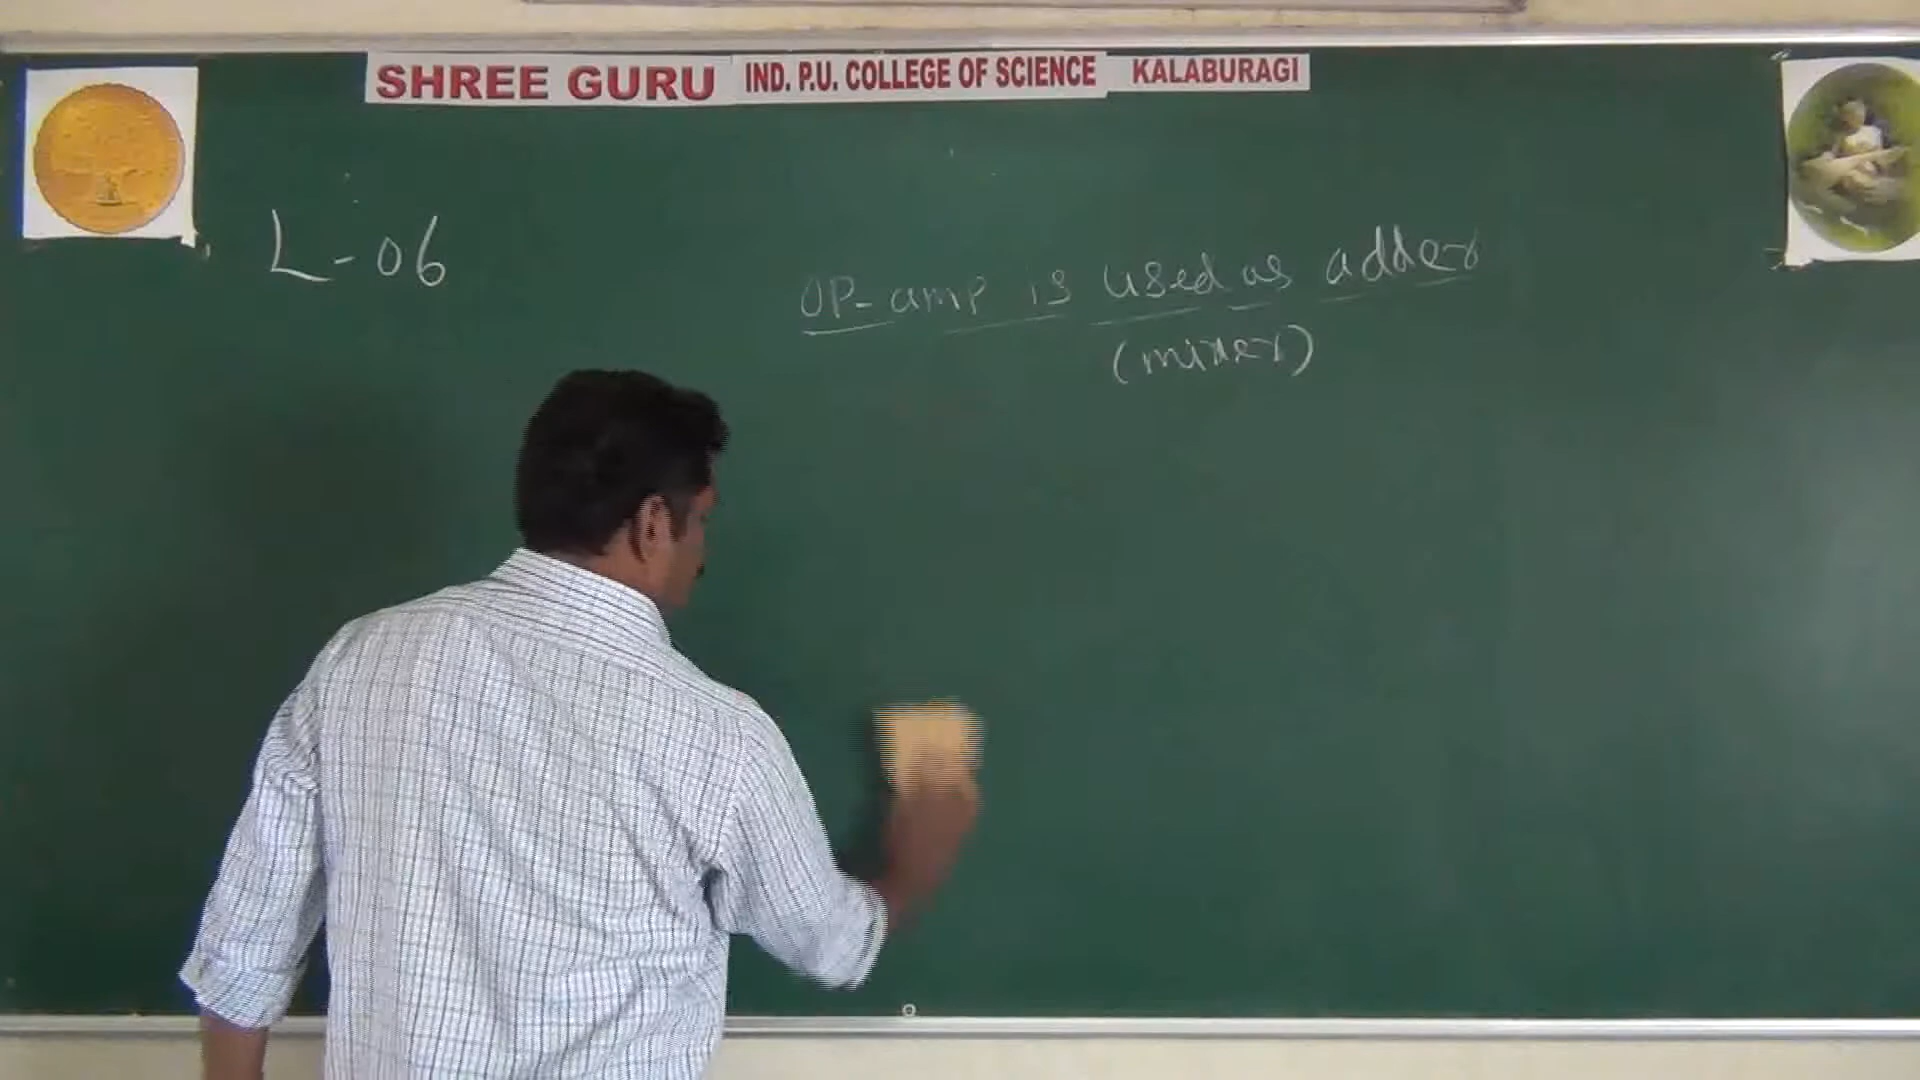 SHREE GURU IND. P.U. COLLEGE OF SCIENCE KALABURAGI
L-06
OP-amp is used as adder
(mixer)